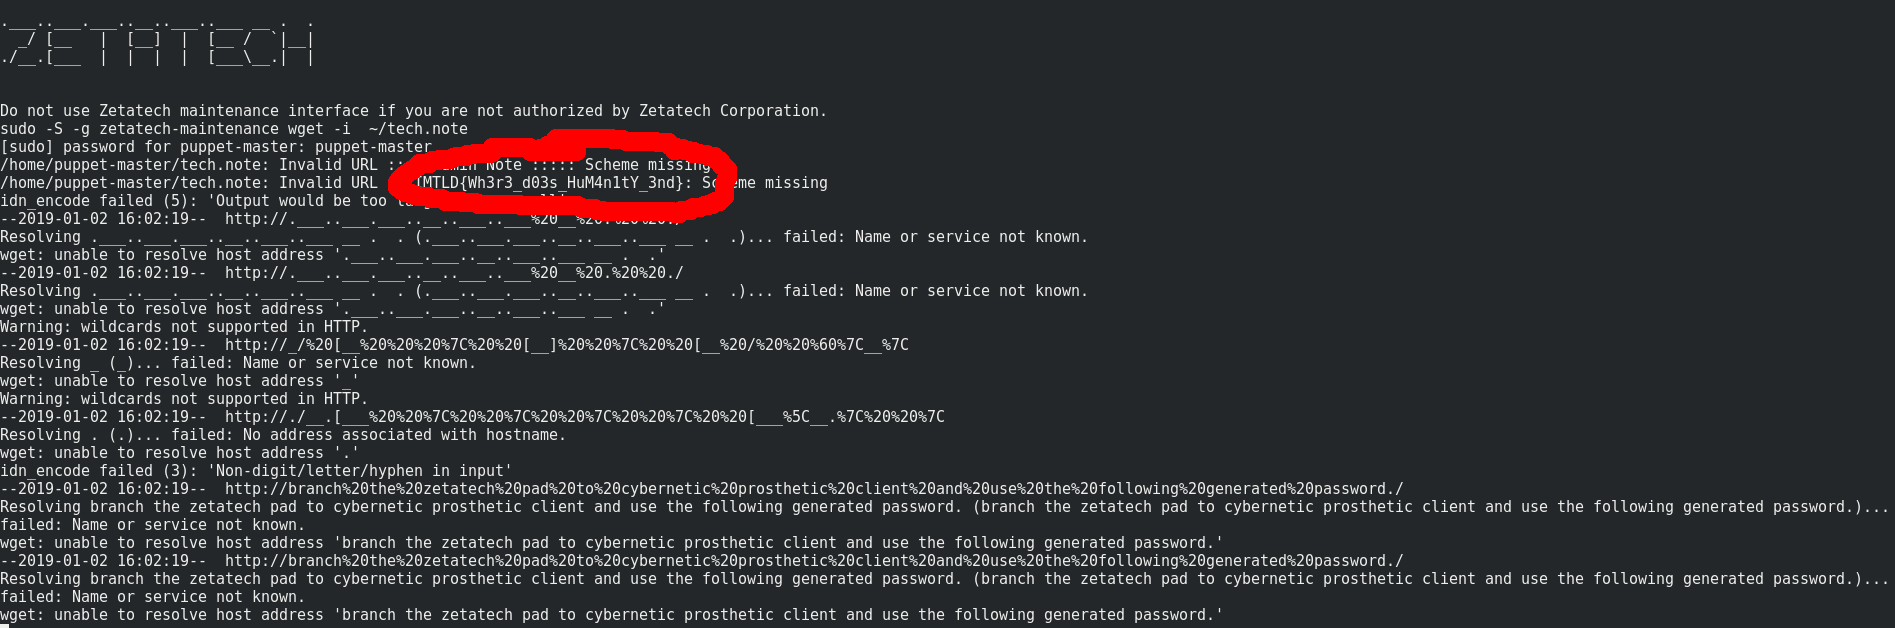 .___..___.___..__..___..___ __ .  .
  _/ [__   |  [__]  |  [__ /  `|__|
./__.[___  |  |  |  |  [___\__.|  |
Do not use Zetatech maintenance interface if you are not authorized by Zetatech Corporation.
sudo -S -g zetatech-maintenance wget -i  ~/tech.note
[sudo] password for puppet-master: puppet-master
/home/puppet-master/tech.note: Invalid URL Note ::::: Scheme missing
/home/puppet-master/tech.note: Invalid URL MTLD{Wh3r3_d03s_HuM4n1tY_3nd}: Scheme missing
idn_encode failed (5): 'Output would be too
--2019-01-02 16:02:19--  http://.___..___.___..__..___..___%20__%20.%20%20./
Resolving .___..___.___..__..___..___ __ .  . (.___..___.___..__..___..___ __ .  .)... failed: Name or service not known.
wget: unable to resolve host address '.___..___.___..__..___..___ __ .  .'
--2019-01-02 16:02:19--  http://.___..___.___..__..___..___%20__%20.%20%20./
Resolving .___..___.___..__..___..___ __ .  . (.___..___.___..__..___..___ __ .  .)... failed: Name or service not known.
wget: unable to resolve host address '.___..___.___..__..___..___ __ .  .'
Warning: wildcards not supported in HTTP.
--2019-01-02 16:02:19--  http://_/%20[__%20%20%20%7C%20%20[__]%20%20%7C%20%20[__%20/%20%20%60%7C__%7C
Resolving _ (_)... failed: Name or service not known.
wget: unable to resolve host address '_'
Warning: wildcards not supported in HTTP.
--2019-01-02 16:02:19--  http://./__.[___%20%20%7C%20%20%7C%20%20%7C%20%20%7C%20%20[___%5C__.%7C%20%20%7C
Resolving . (.)... failed: No address associated with hostname.
wget: unable to resolve host address '.'
idn_encode failed (3): 'Non-digit/letter/hyphen in input'
--2019-01-02 16:02:19--  http://branch%20the%20zetatech%20pad%20to%20cybernetic%20prosthetic%20client%20and%20use%20the%20following%20generated%20password./
Resolving branch the zetatech pad to cybernetic prosthetic client and use the following generated password. (branch the zetatech pad to cybernetic prosthetic client and use the following generated password.)...
failed: Name or service not known.
wget: unable to resolve host address 'branch the zetatech pad to cybernetic prosthetic client and use the following generated password.'
--2019-01-02 16:02:19--  http://branch%20the%20zetatech%20pad%20to%20cybernetic%20prosthetic%20client%20and%20use%20the%20following%20generated%20password./
Resolving branch the zetatech pad to cybernetic prosthetic client and use the following generated password. (branch the zetatech pad to cybernetic prosthetic client and use the following generated password.)...
failed: Name or service not known.
wget: unable to resolve host address 'branch the zetatech pad to cybernetic prosthetic client and use the following generated password.'